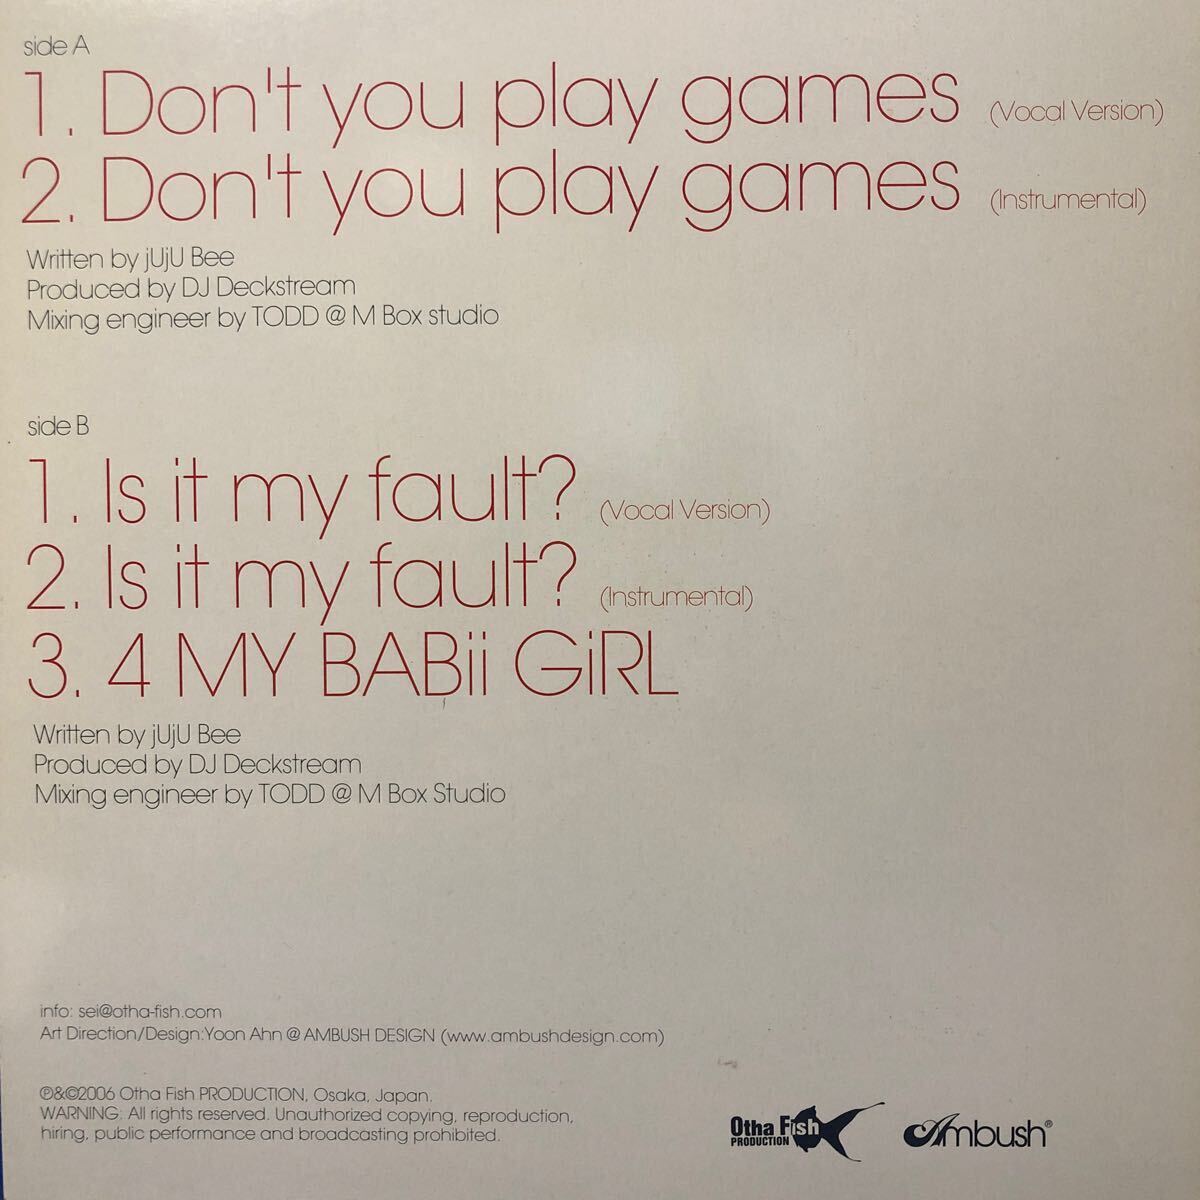 side A
1. Don't you play games (Vocal Version)
2. Don't you play games (Instrumental)
Written by jUjU Bee
Produced by DJ Deckstream
Mixing engineer by TODD @ M Box studio
side B
1. Is it my fault? (Vocal Version)
2. Is it my fault? (Instrumental)
3. 4 MY BABii GiRL
Written by jUjU Bee
Produced by DJ Deckstream
Mixing engineer by TODD @ M Box Studio
info: sei@otha-fish.com
Art Direction/Design:Yoon Ahn @ AMBUSH DESIGN (www.ambushdesign.com)
℗&©2006 Otha Fish PRODUCTION, Osaka, Japan.
WARNING: All rights reserved. Unauthorized copying, reproduction,
hiring, public performance and broadcasting prohibited.
Otha Fish
PRODUCTION
Ambush®